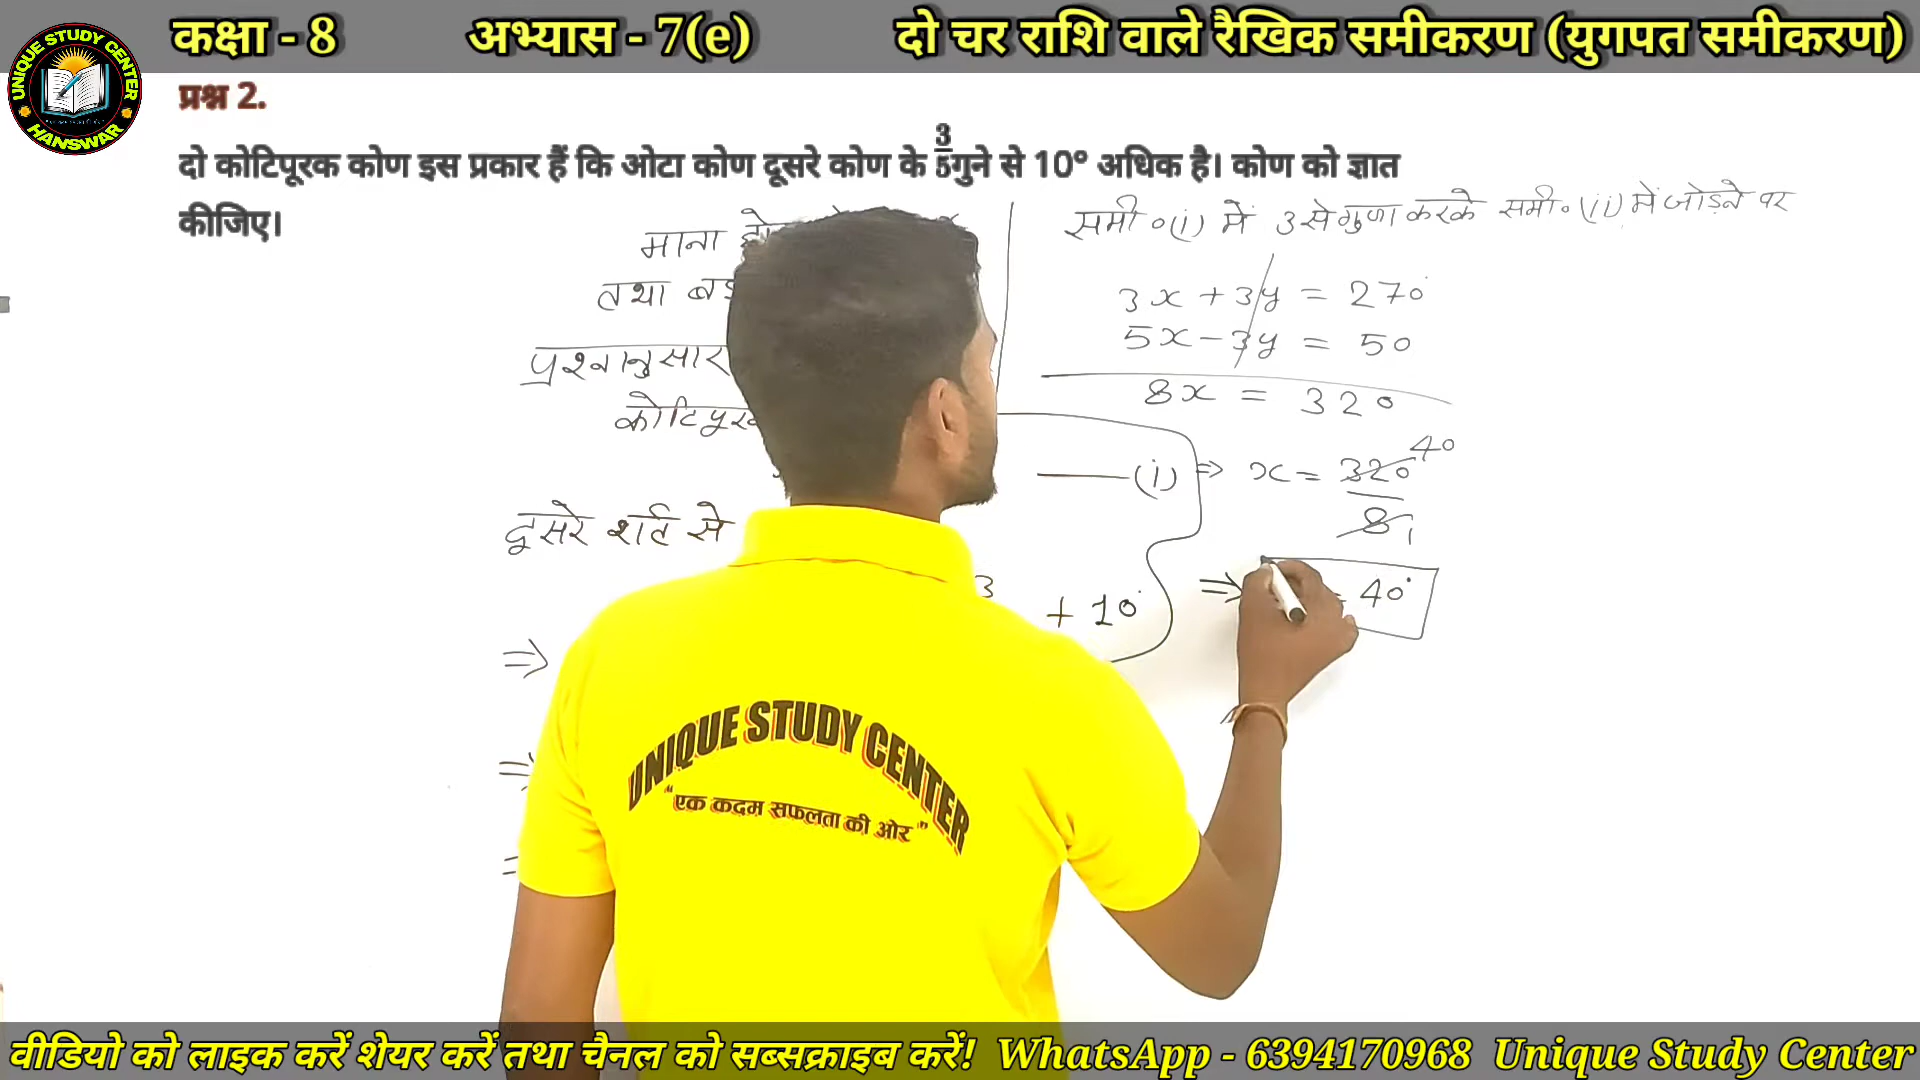 कक्षा - 8 अभ्यास - 7(e) दो चर राशि वाले रैखिक समीकरण (युगपत समीकरण)
UNIQUE STUDY CENTER
HANSWAR
प्रश्न 2.
दो कोटिपूरक कोण इस प्रकार हैं कि ओटा कोण दूसरे कोण के 3/5 गुने से 10° अधिक है। कोण को ज्ञात
कीजिए।
माना
तथा
प्रश्नानुसार
दूसरे शर्त से
3
+ 10°
⇒
(i)
समी॰(i) में 3 से गुणा करके समी॰(ii) में जोड़ने पर
3x + 3y = 270°
5x - 3y = 50
8x = 320
⇒ x = 320 40
8 1
⇒ 40°
UNIQUE STUDY CENTER
"एक कदम सफलता की ओर"
वीडियो को लाइक करें शेयर करें तथा चैनल को सब्सक्राइब करें! WhatsApp - 6394170968 Unique Study Center